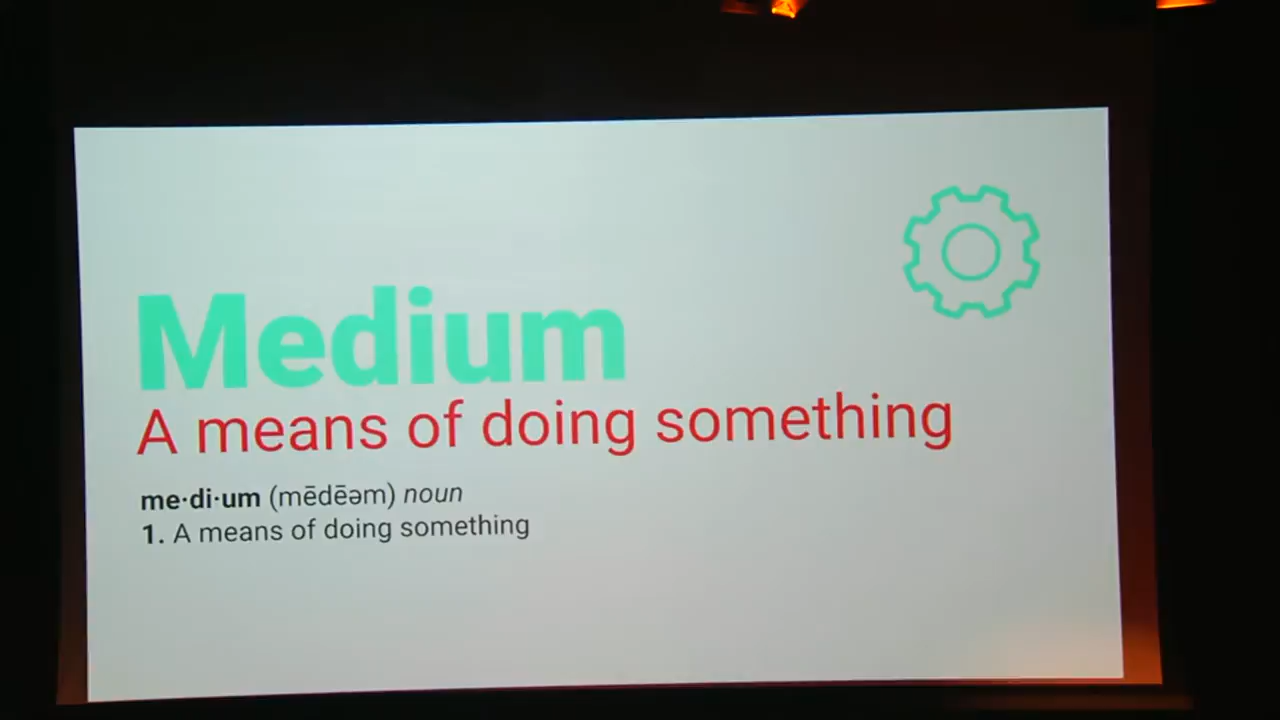 Medium
A means of doing something
me·di·um (mēdēəm) noun
1. A means of doing something